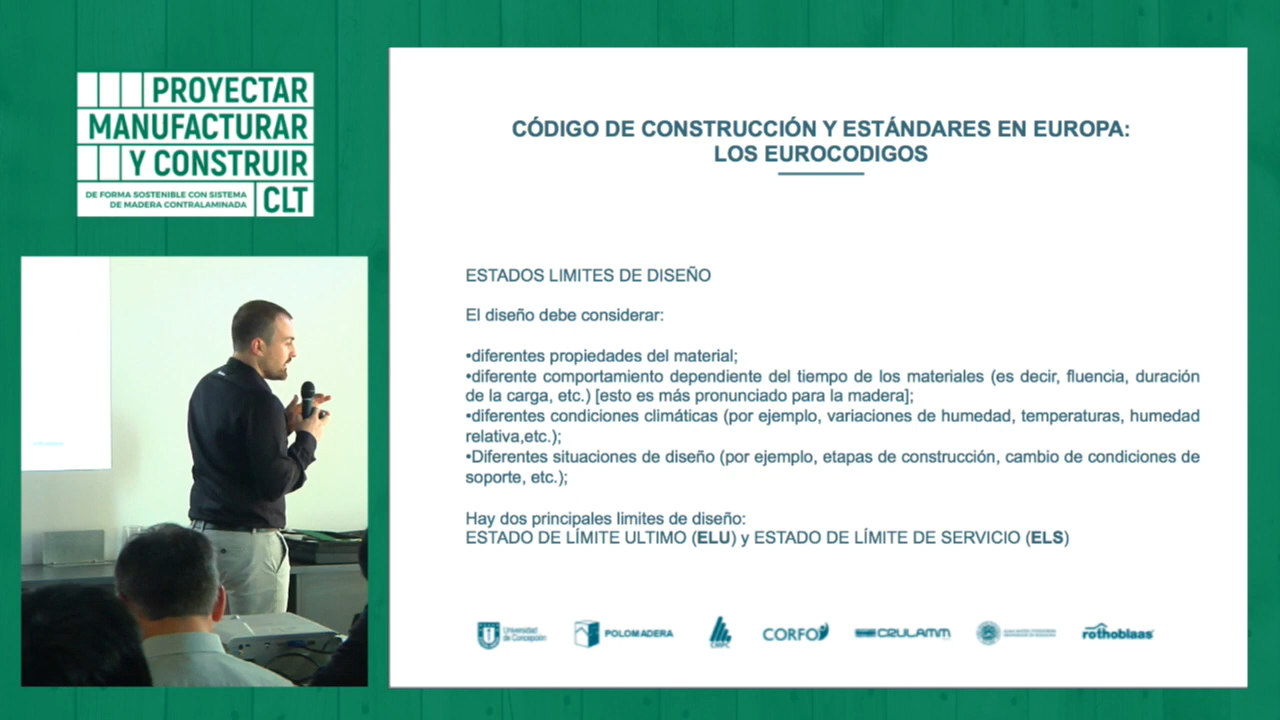 PROYECTAR
MANUFACTURAR
Y CONSTRUIR
DE FORMA SOSTENIBLE CON SISTEMA
DE MADERA CONTRALAMINADA
CLT
CÓDIGO DE CONSTRUCCIÓN Y ESTÁNDARES EN EUROPA:
LOS EUROCODIGOS
ESTADOS LIMITES DE DISEÑO
El diseño debe considerar:
•diferentes propiedades del material;
•diferente comportamiento dependiente del tiempo de los materiales (es decir, fluencia, duración
de la carga, etc.) [esto es más pronunciado para la madera];
•diferentes condiciones climáticas (por ejemplo, variaciones de humedad, temperaturas, humedad
relativa,etc.);
•Diferentes situaciones de diseño (por ejemplo, etapas de construcción, cambio de condiciones de
soporte, etc.);
Hay dos principales limites de diseño:
ESTADO DE LÍMITE ULTIMO (ELU) y ESTADO DE LÍMITE DE SERVICIO (ELS)
Universidad
de Concepción
POLOMADERA
CMPC
CORFO
CRULAMM
rothoblaas